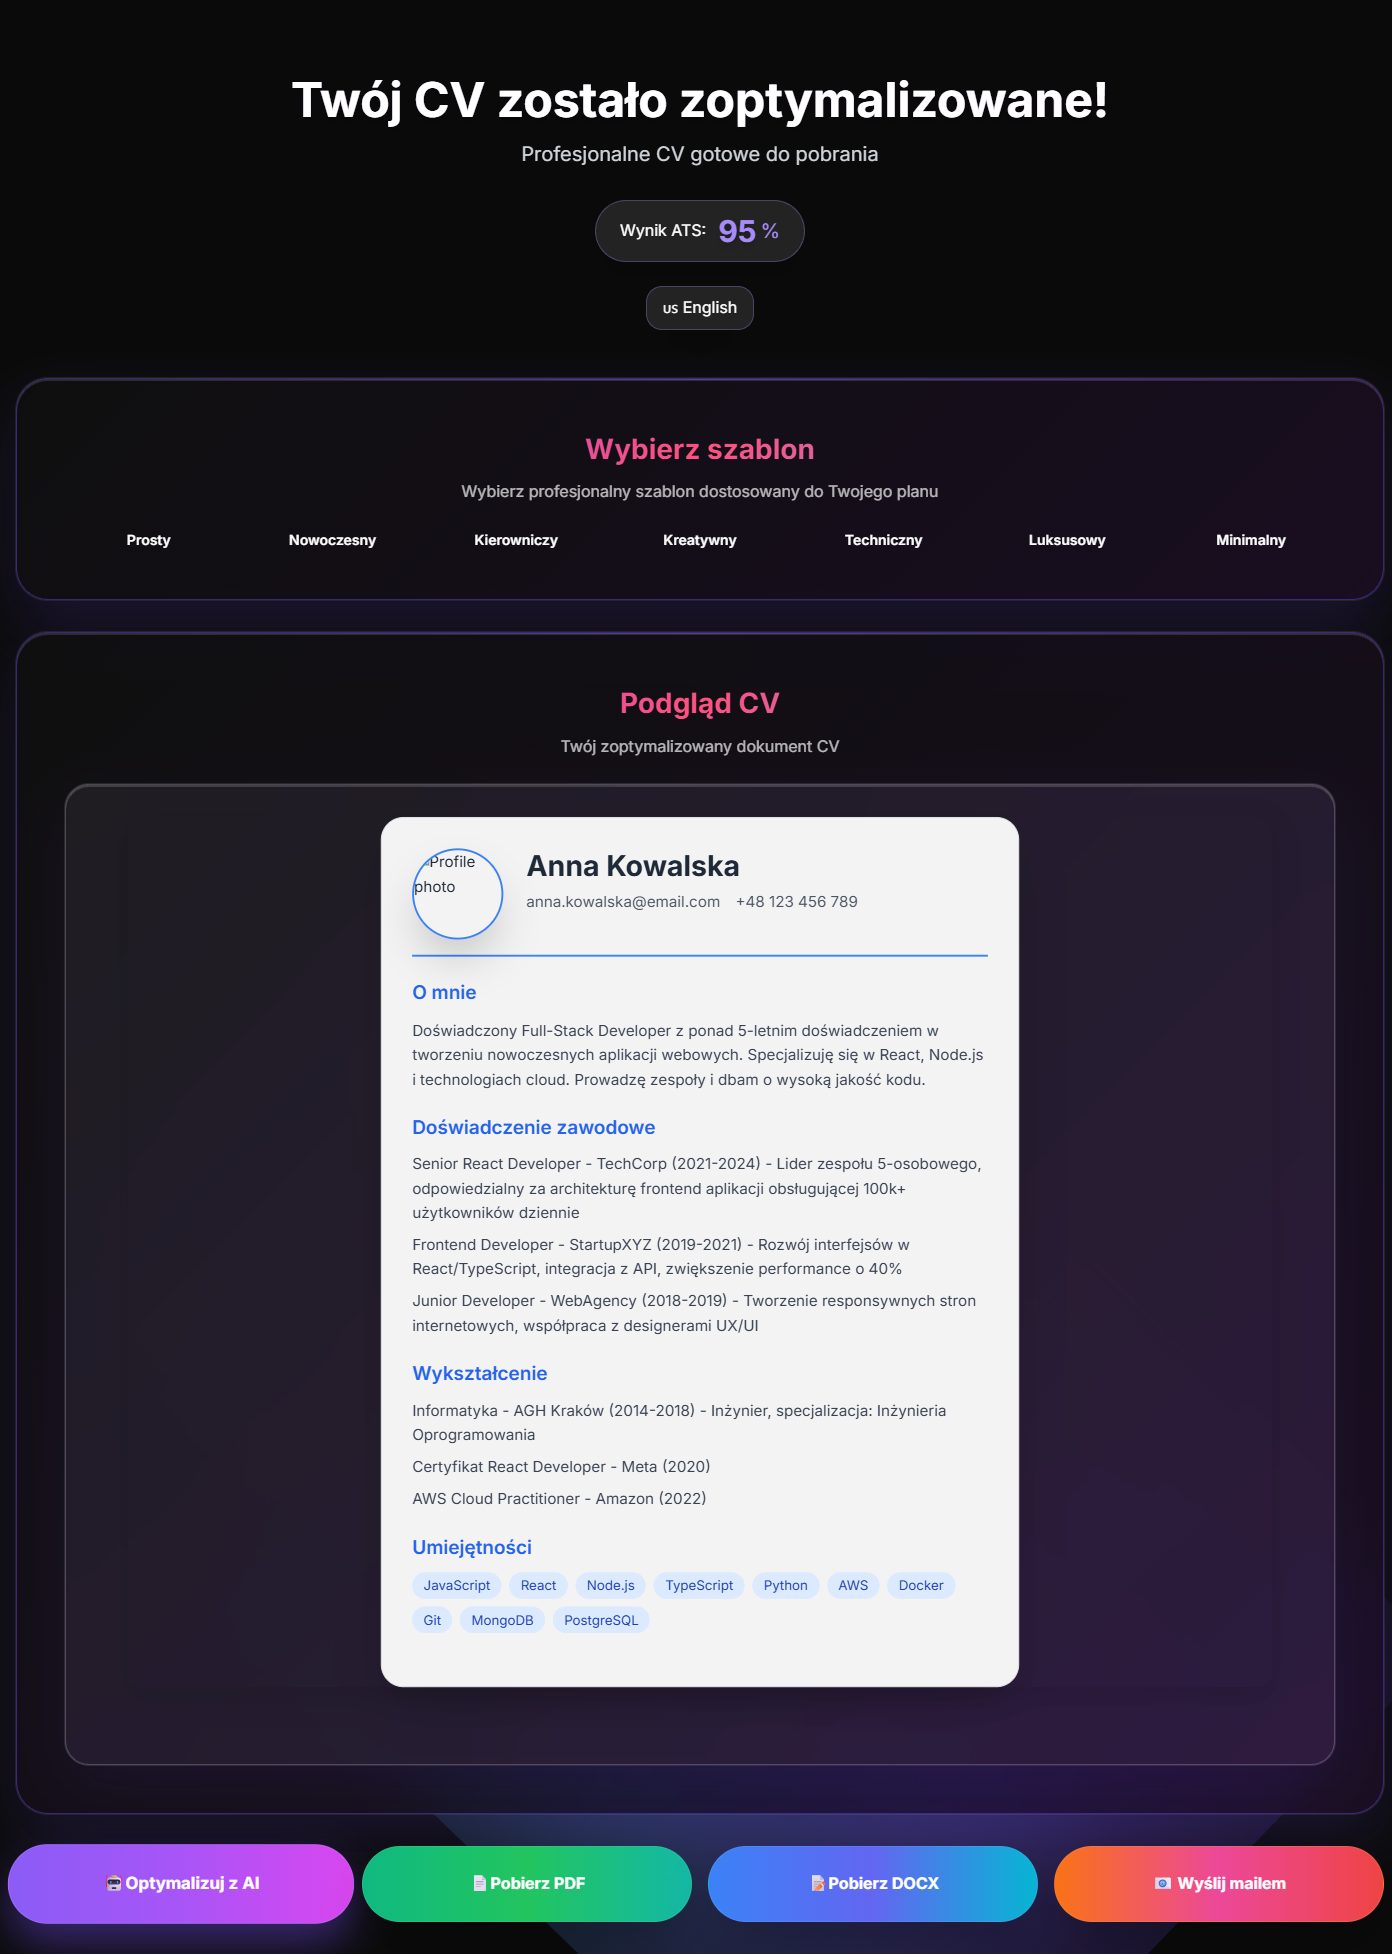 Twój CV zostało zoptymalizowane!
Profesjonalne CV gotowe do pobrania
Wynik ATS: 95 %
US English
Wybierz szablon
Wybierz profesjonalny szablon dostosowany do Twojego planu
Prosty Nowoczesny Kierowniczy Kreatywny Techniczny Luksusowy Minimalny
Podgląd CV
Twój zoptymalizowany dokument CV
Profile
photo
Anna Kowalska
anna.kowalska@email.com +48 123 456 789
O mnie
Doświadczony Full-Stack Developer z ponad 5-letnim doświadczeniem w
tworzeniu nowoczesnych aplikacji webowych. Specjalizuję się w React, Node.js
i technologiach cloud. Prowadzę zespoły i dbam o wysoką jakość kodu.
Doświadczenie zawodowe
Senior React Developer - TechCorp (2021-2024) - Lider zespołu 5-osobowego,
odpowiedzialny za architekturę frontend aplikacji obsługującej 100k+
użytkowników dziennie
Frontend Developer - StartupXYZ (2019-2021) - Rozwój interfejsów w
React/TypeScript, integracja z API, zwiększenie performance o 40%
Junior Developer - WebAgency (2018-2019) - Tworzenie responsywnych stron
internetowych, współpraca z designerami UX/UI
Wykształcenie
Informatyka - AGH Kraków (2014-2018) - Inżynier, specjalizacja: Inżynieria
Oprogramowania
Certyfikat React Developer - Meta (2020)
AWS Cloud Practitioner - Amazon (2022)
Umiejętności
JavaScript React Node.js TypeScript Python AWS Docker
Git MongoDB PostgreSQL
Optymalizuj z AI Pobierz PDF Pobierz DOCX Wyślij mailem